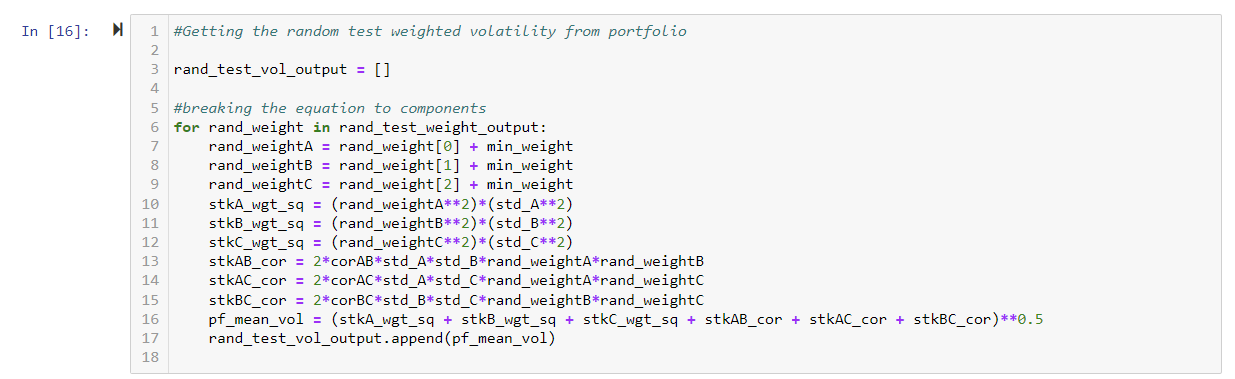 In [16]:
1 #Getting the random test weighted volatility from portfolio
2
3 rand_test_vol_output = []
4
5 #breaking the equation to components
6 for rand_weight in rand_test_weight_output:
7     rand_weightA = rand_weight[0] + min_weight
8     rand_weightB = rand_weight[1] + min_weight
9     rand_weightC = rand_weight[2] + min_weight
10     stkA_wgt_sq = (rand_weightA**2)*(std_A**2)
11     stkB_wgt_sq = (rand_weightB**2)*(std_B**2)
12     stkC_wgt_sq = (rand_weightC**2)*(std_C**2)
13     stkAB_cor = 2*corAB*std_A*std_B*rand_weightA*rand_weightB
14     stkAC_cor = 2*corAC*std_A*std_C*rand_weightA*rand_weightC
15     stkBC_cor = 2*corBC*std_B*std_C*rand_weightB*rand_weightC
16     pf_mean_vol = (stkA_wgt_sq + stkB_wgt_sq + stkC_wgt_sq + stkAB_cor + stkAC_cor + stkBC_cor)**0.5
17     rand_test_vol_output.append(pf_mean_vol)
18